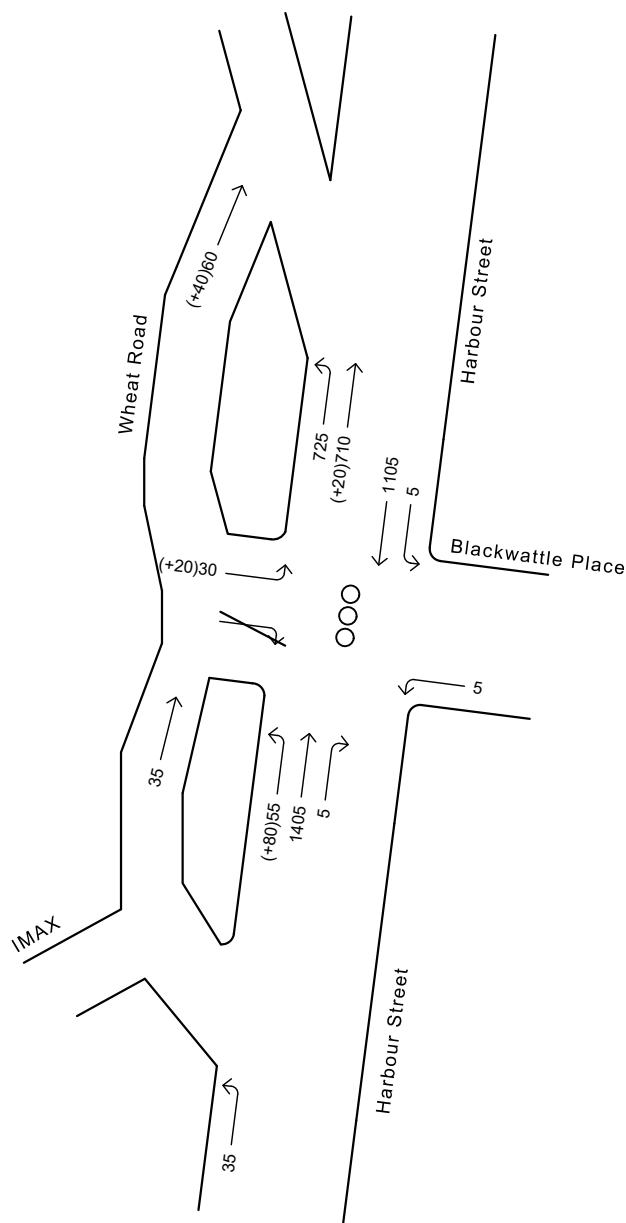 Harbour Street
(+40)60
Wheat Road
725
(+20)710
1105
5
Blackwattle Place
(+20)30
5
35
(+80)55
1405
5
IMAX
Harbour Street
35